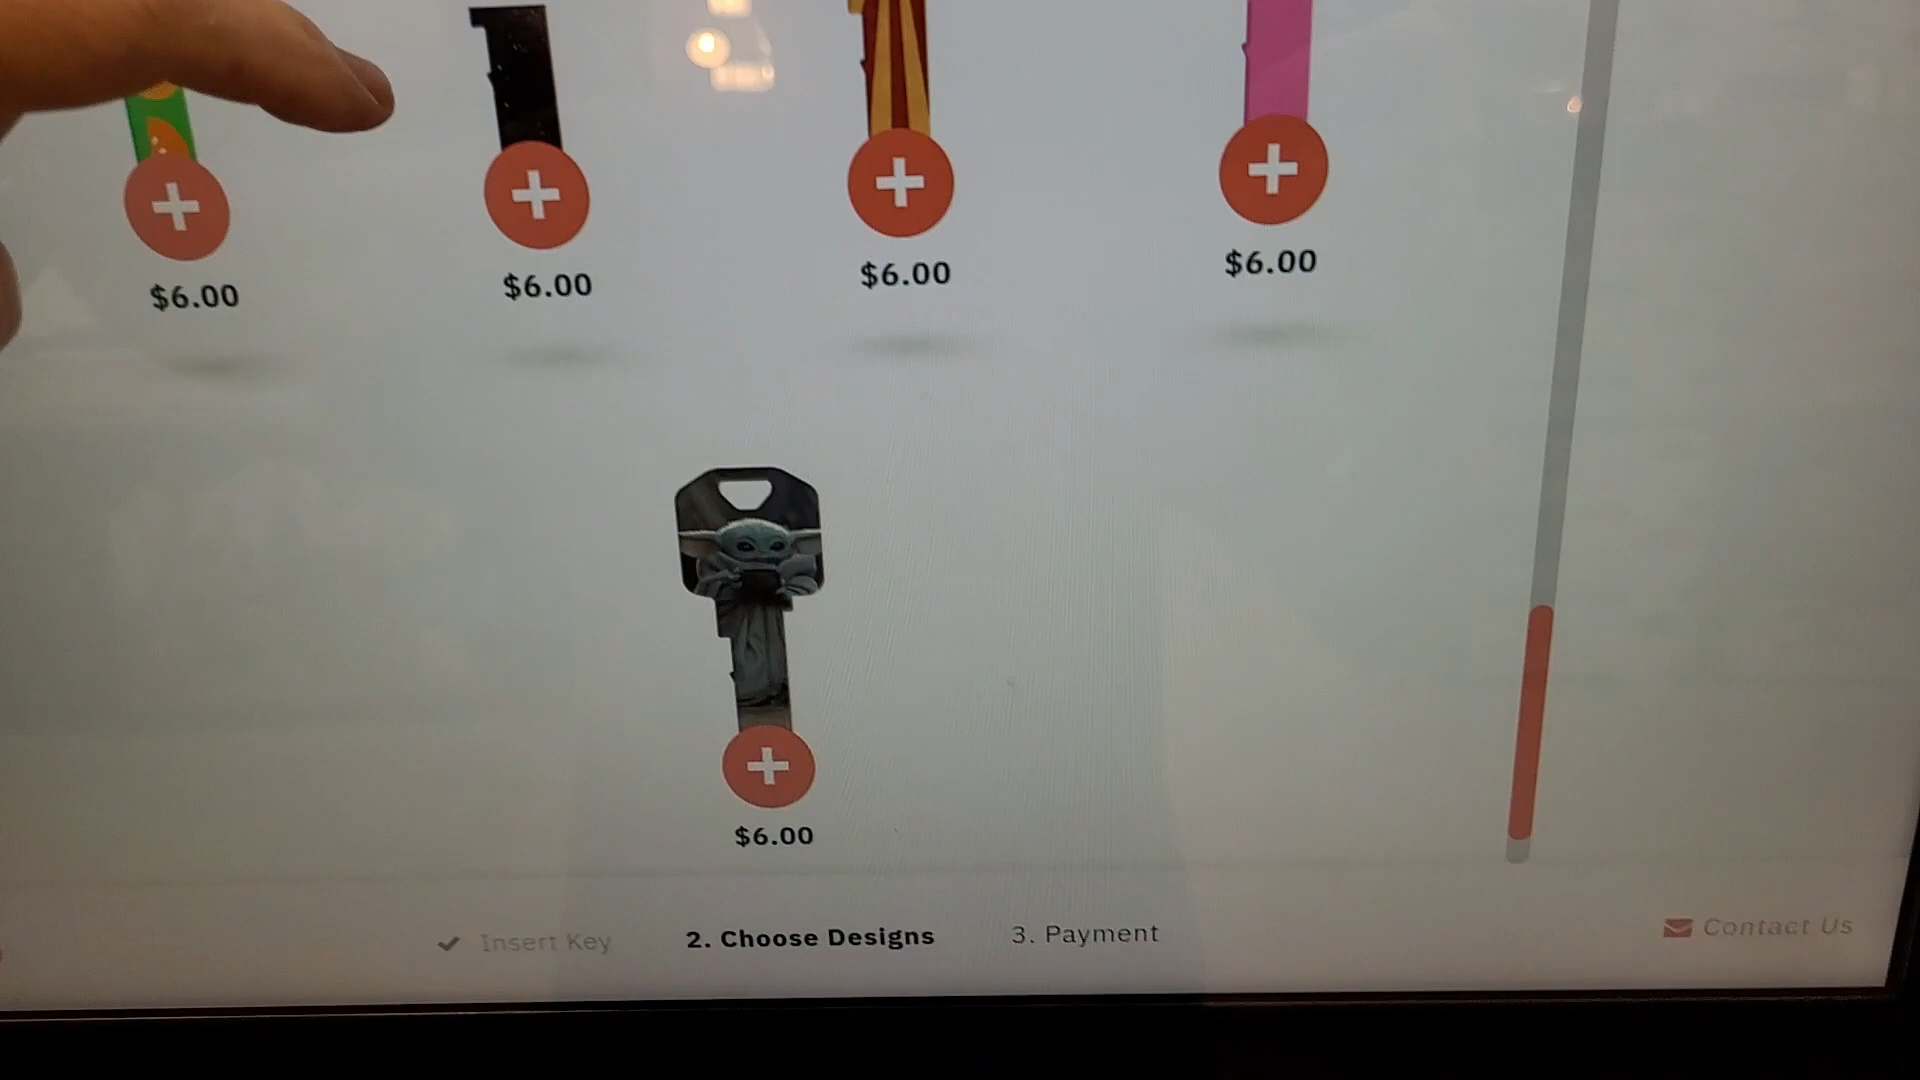 $6.00
$6.00
$6.00
$6.00
$6.00
Insert Key
2. Choose Designs
3. Payment
Contact Us